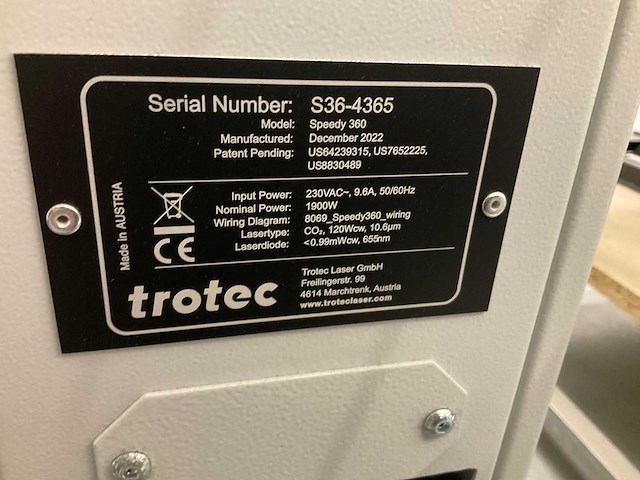 Serial Number: S36-4365
Model: Speedy 360
Manufactured: December 2022
Patent Pending: US64239315, US7652225,
US8830489
Input Power: 230VAC~, 9.6A, 50/60Hz
Nominal Power: 1900W
Wiring Diagram: 8069_Speedy360_wiring
Lasertype: CO₂, 120Wcw, 10.6µm
Laserdiode: <0.99mWcw, 655nm
Made in AUSTRIA
CE
trotec
Trotec Laser GmbH
Freilingerstr. 99
4614 Marchtrenk, Austria
www.troteclaser.com